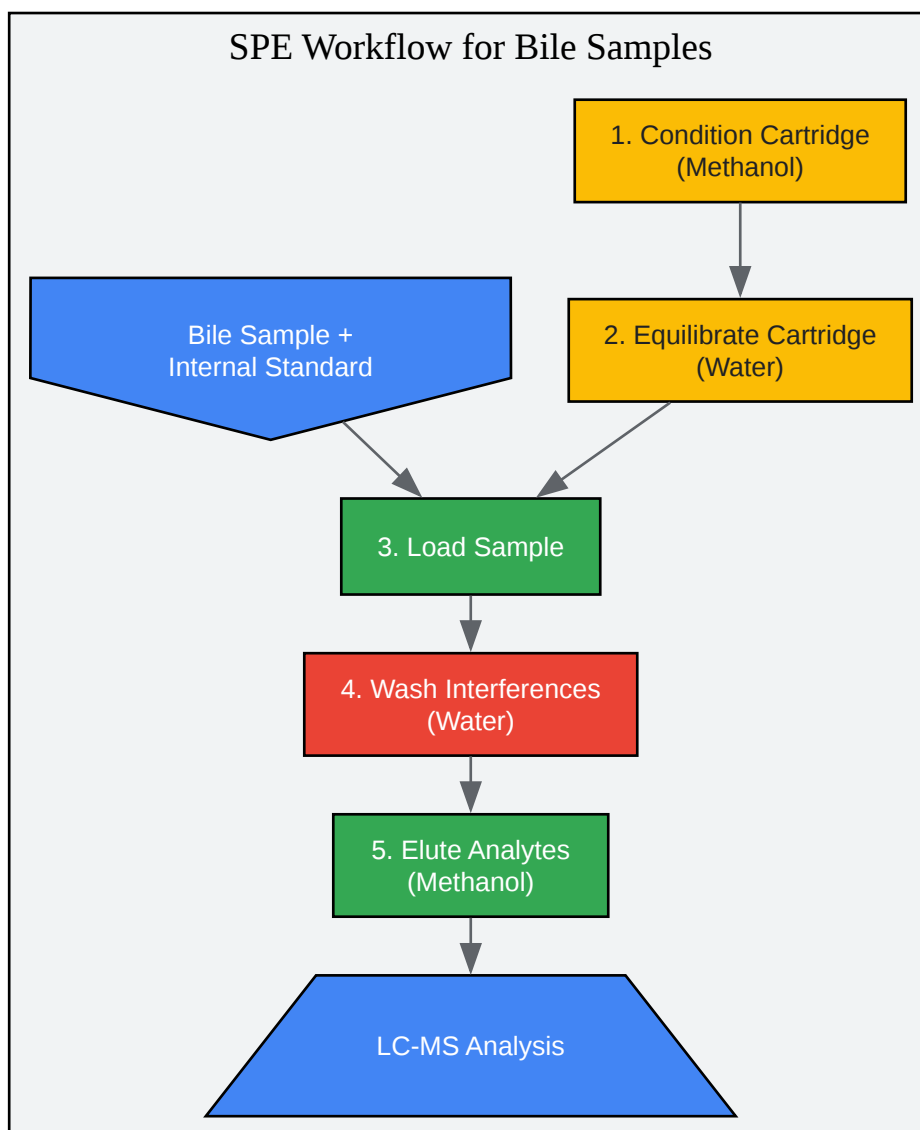 SPE Workflow for Bile Samples
1. Condition Cartridge
(Methanol)
Bile Sample +
Internal Standard
2. Equilibrate Cartridge
(Water)
3. Load Sample
4. Wash Interferences
(Water)
5. Elute Analytes
(Methanol)
LC-MS Analysis